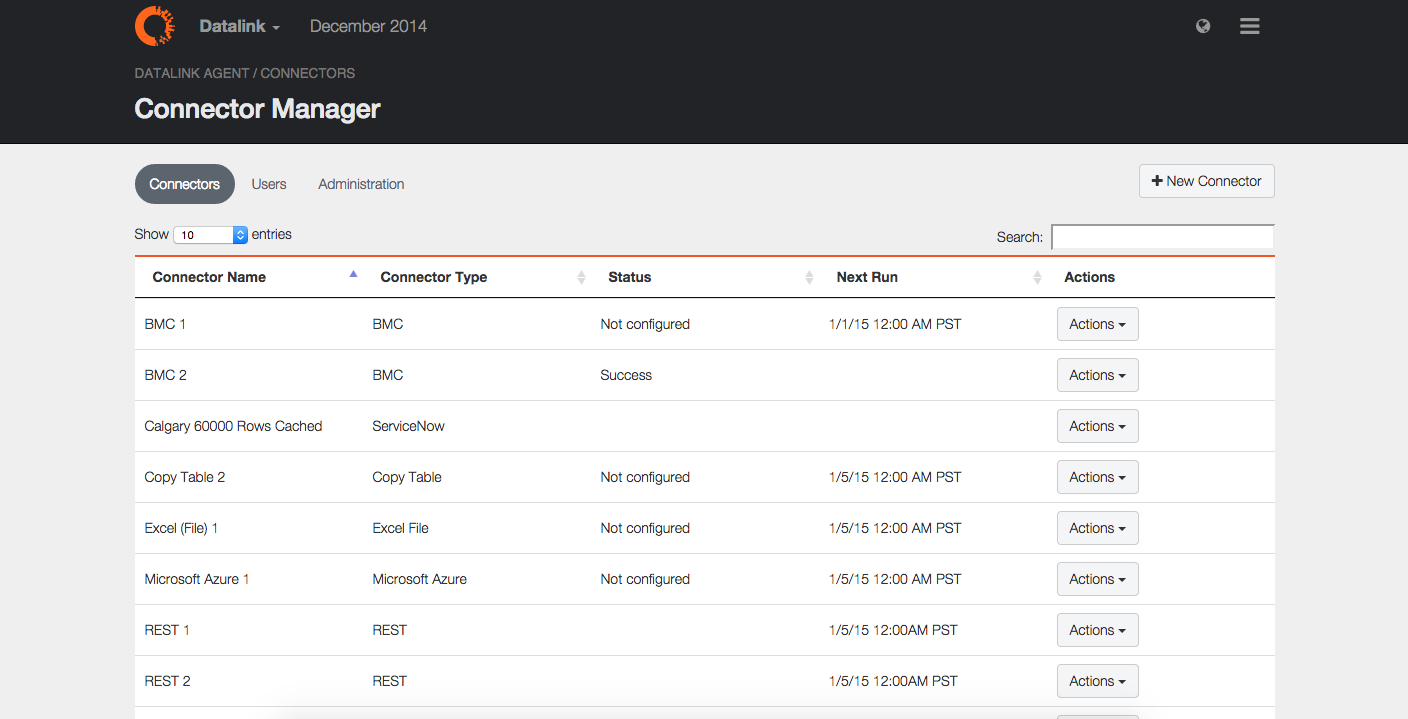 Datalink December 2014
DATALINK AGENT / CONNECTORS
Connector Manager
Connectors Users Administration + New Connector
Show 10 entries Search:
Connector Name Connector Type Status Next Run Actions
BMC 1 BMC Not configured 1/1/15 12:00 AM PST Actions
BMC 2 BMC Success Actions
Calgary 60000 Rows Cached ServiceNow Actions
Copy Table 2 Copy Table Not configured 1/5/15 12:00 AM PST Actions
Excel (File) 1 Excel File Not configured 1/5/15 12:00 AM PST Actions
Microsoft Azure 1 Microsoft Azure Not configured 1/5/15 12:00 AM PST Actions
REST 1 REST 1/5/15 12:00AM PST Actions
REST 2 REST 1/5/15 12:00AM PST Actions